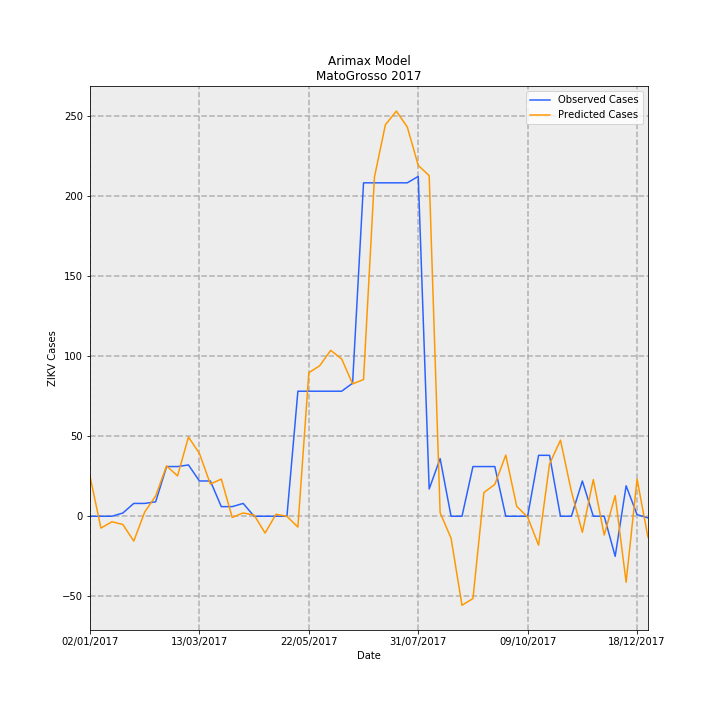 Arimax Model
MatoGrosso 2017
Observed Cases
Predicted Cases
ZIKV Cases
250
200
150
100
50
0
−50
02/01/2017 13/03/2017 22/05/2017 31/07/2017 09/10/2017 18/12/2017
Date